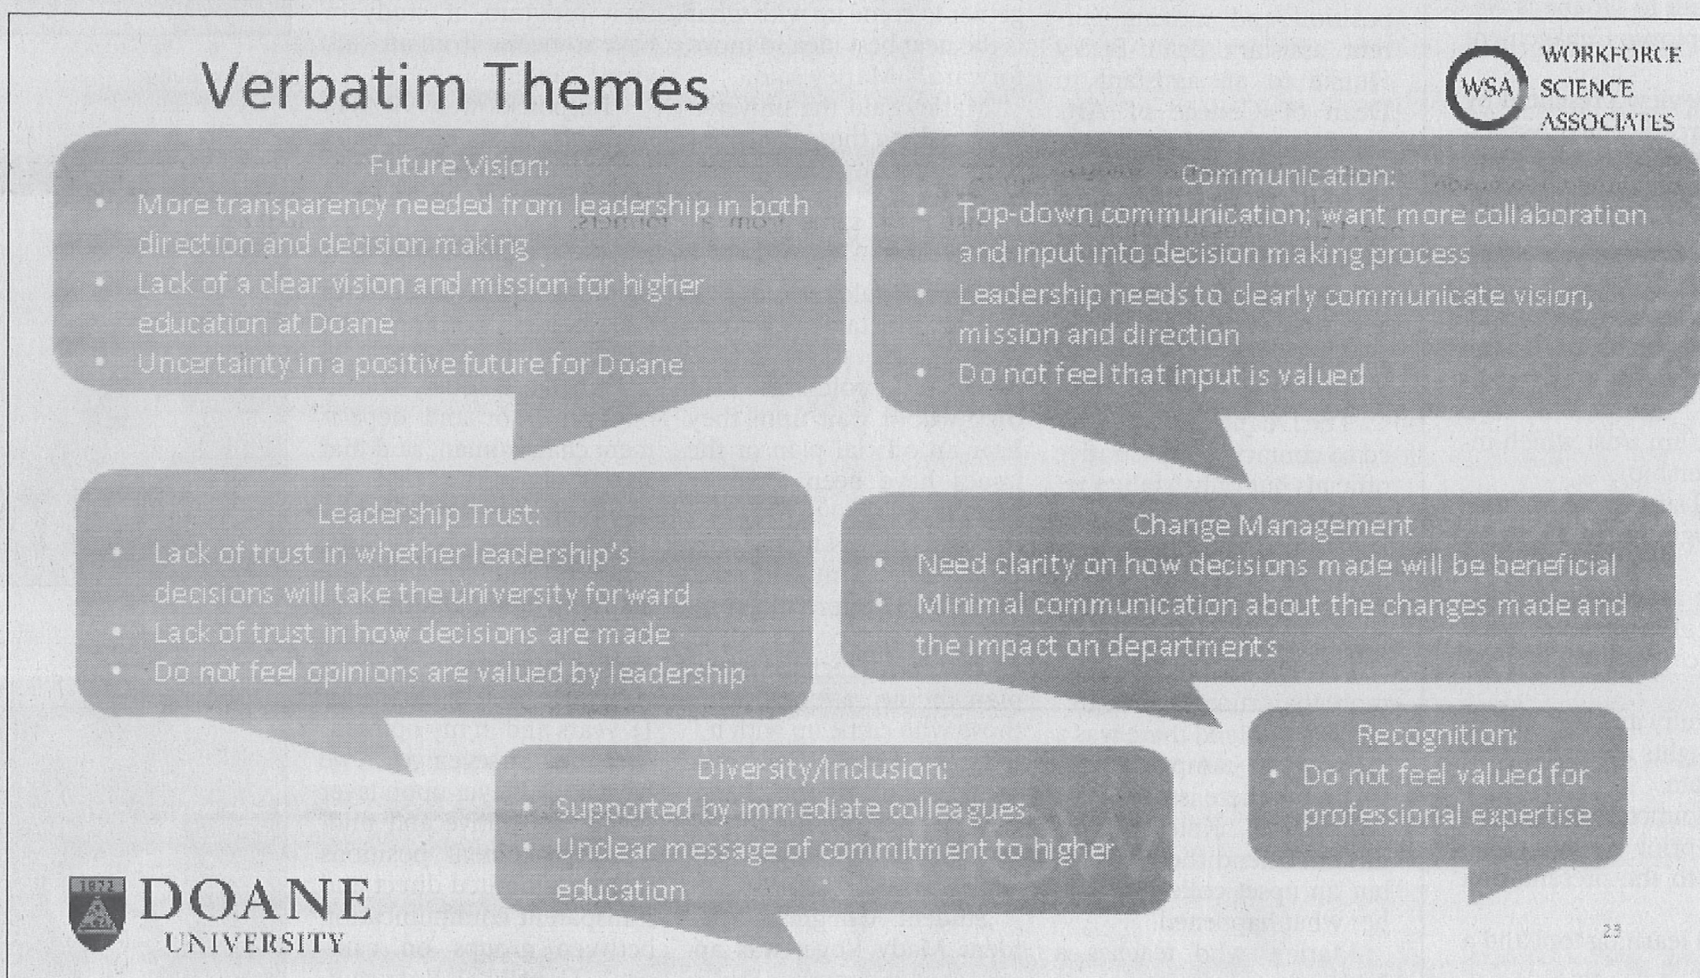 Verbatim Themes
WSA
WORKFORCE
SCIENCE
ASSOCIATES
Future Vision:
• More transparency needed from leadership in both
direction and decision making
• Lack of a clear vision and mission for higher
education at Doane
• Uncertainty in a positive future for Doane
Communication:
• Top-down communication; want more collaboration
and input into decision making process
• Leadership needs to clearly communicate vision,
mission and direction
• Do not feel that input is valued
Leadership Trust:
• Lack of trust in whether leadership's
decisions will take the university forward
• Lack of trust in how decisions are made
• Do not feel opinions are valued by leadership
Change Management
• Need clarity on how decisions made will be beneficial
• Minimal communication about the changes made and
the impact on departments
Diversity/Inclusion:
• Supported by immediate colleagues
• Unclear message of commitment to higher
education
Recognition:
• Do not feel valued for
professional expertise
1872
DOANE
UNIVERSITY
23